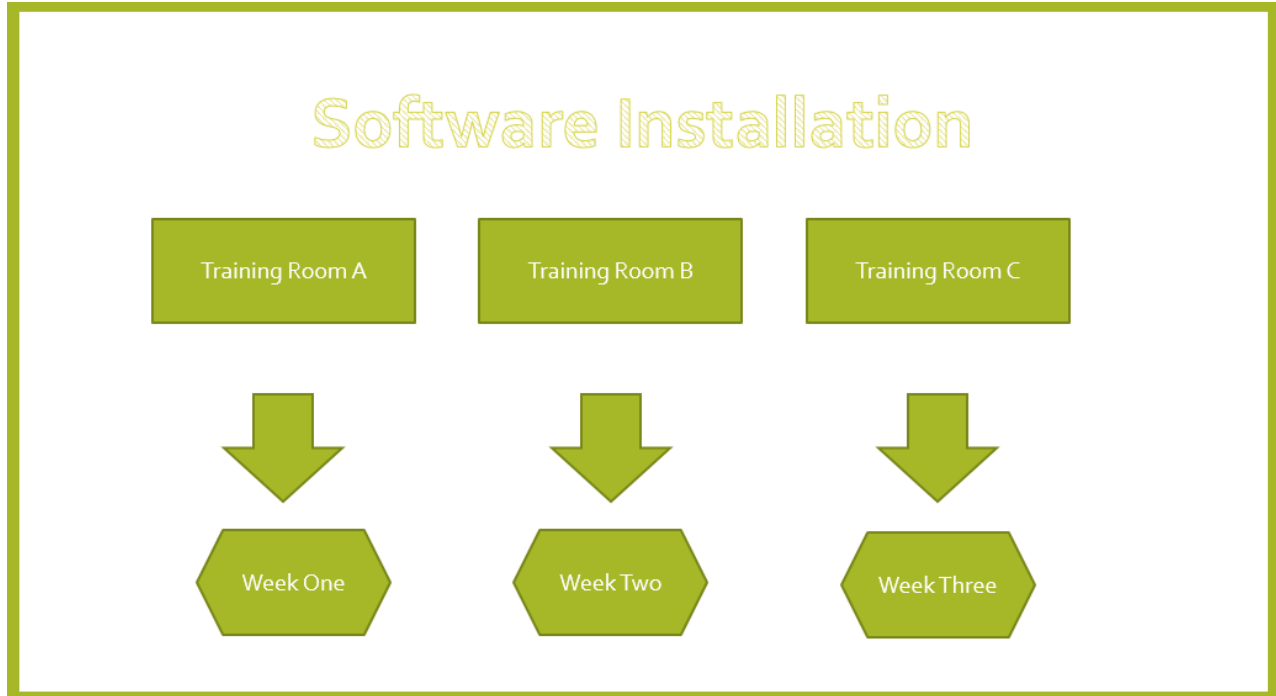 Software Installation
Training Room A
Training Room B
Training Room C
Week One
Week Two
Week Three